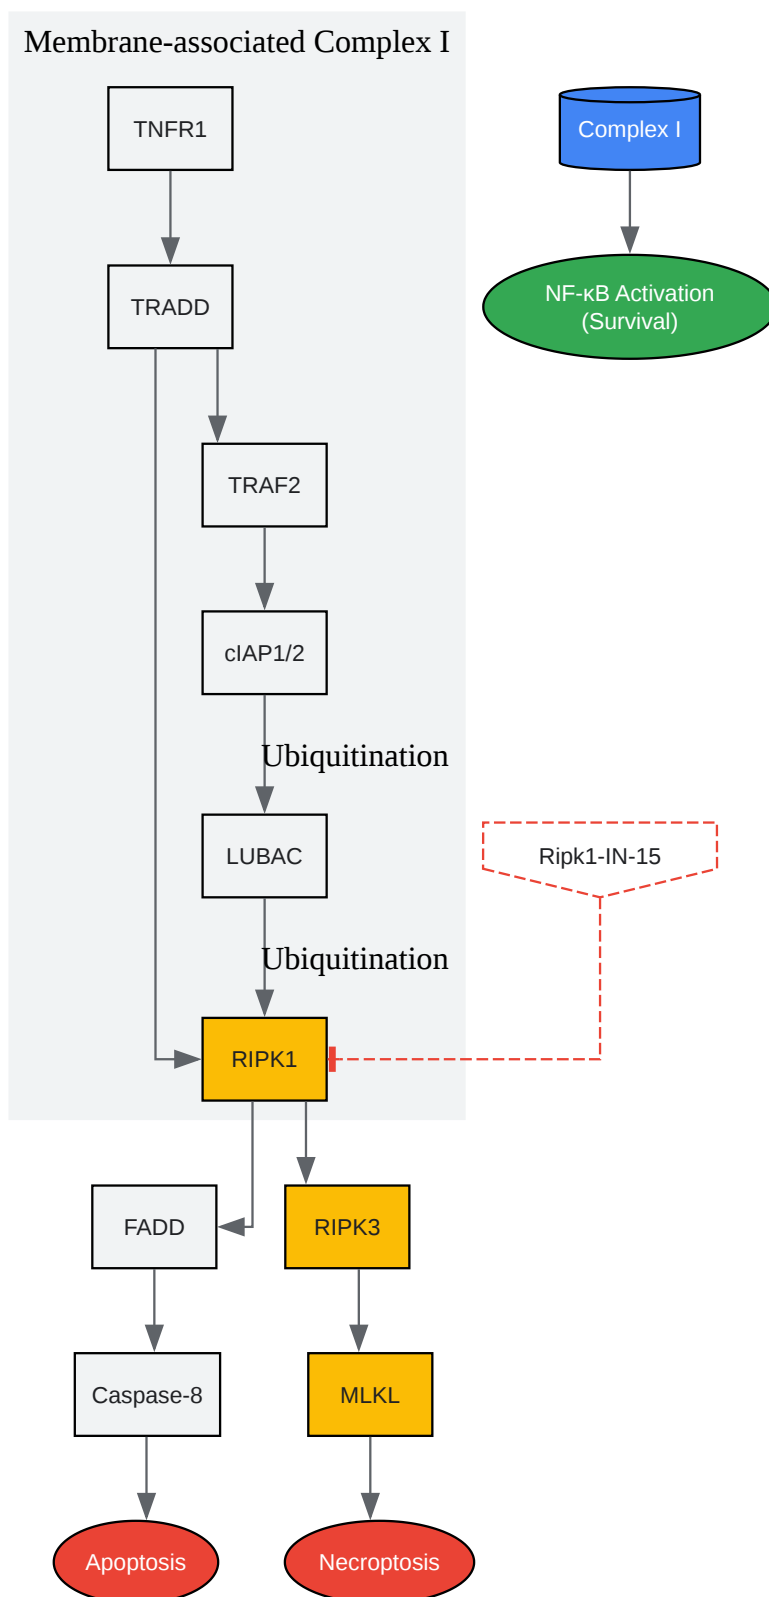 Membrane-associated Complex I
TNFR1
Complex I
TRADD
NF-κB Activation
(Survival)
TRAF2
cIAP1/2
Ubiquitination
LUBAC
Ripk1-IN-15
Ubiquitination
RIPK1
FADD
RIPK3
Caspase-8
MLKL
Apoptosis
Necroptosis